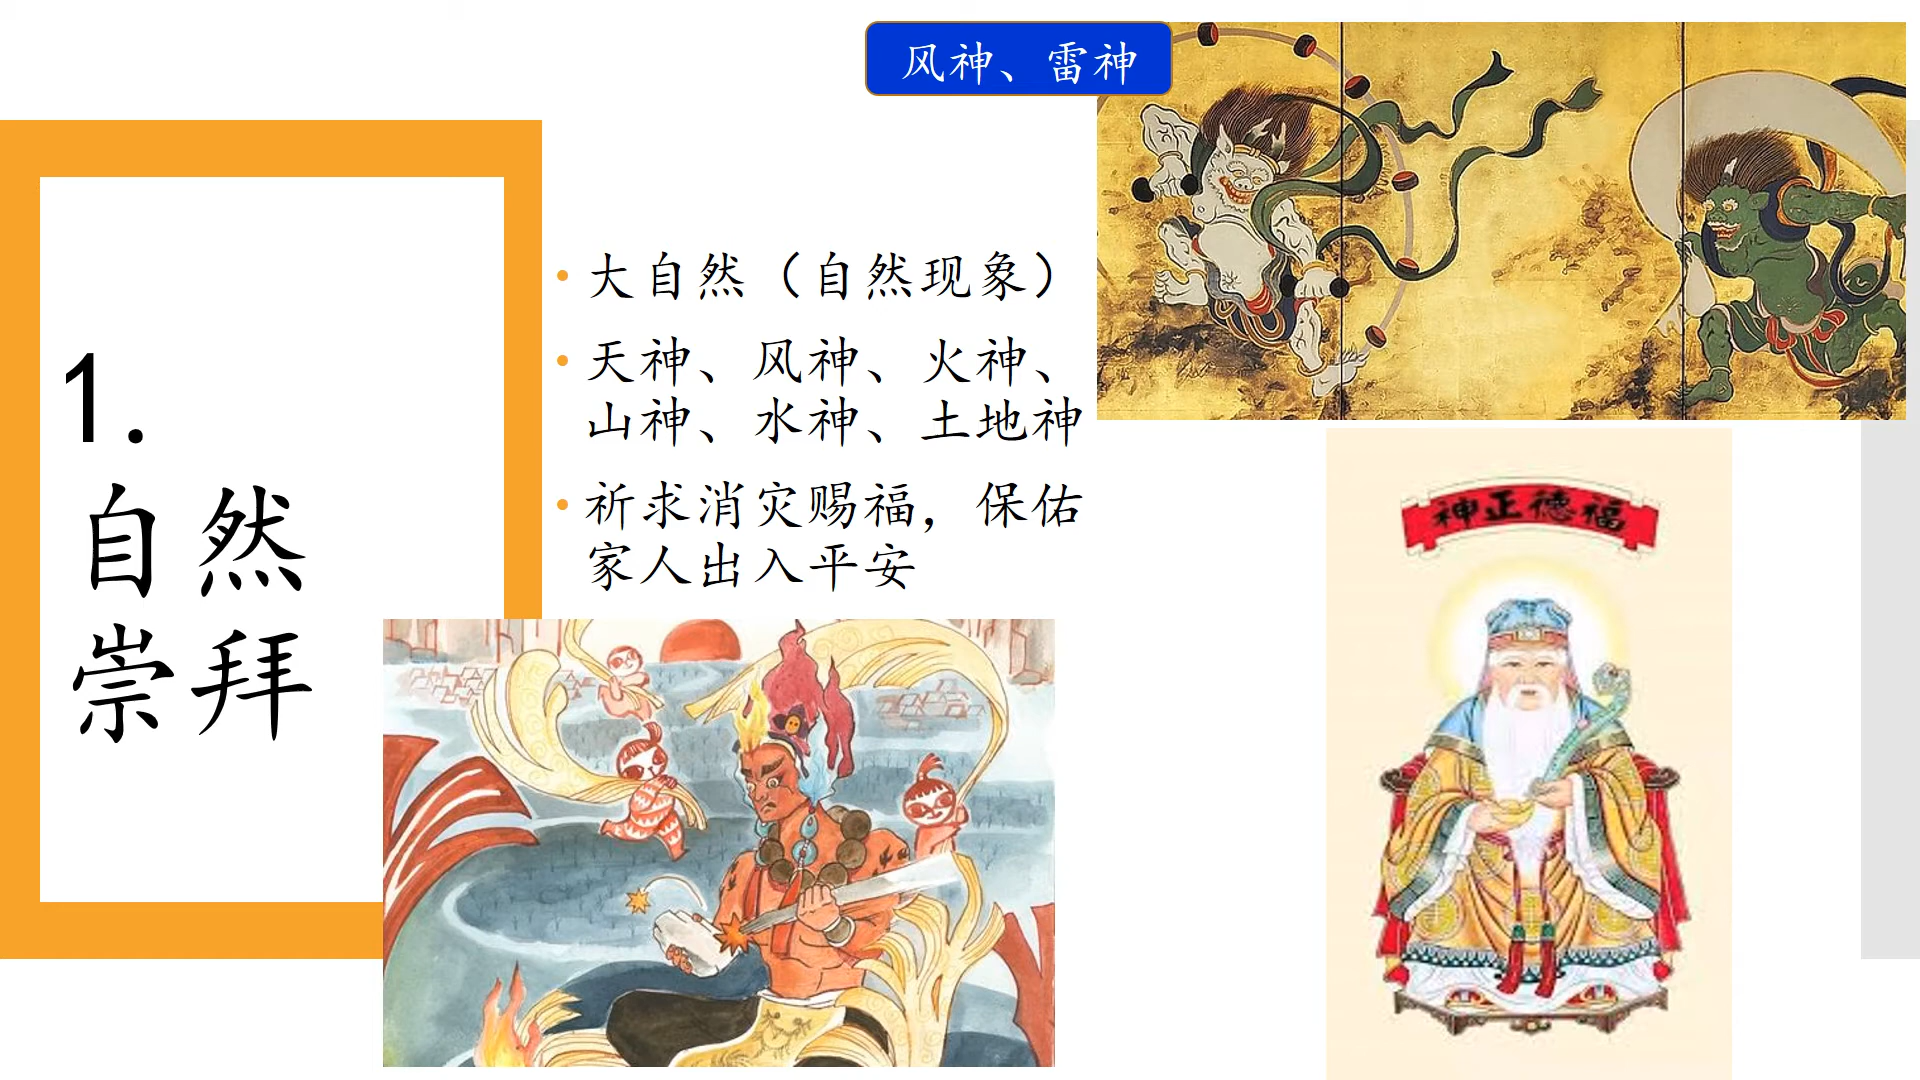 风神、雷神
1.
自然
崇拜
大自然（自然现象）
天神、风神、火神、
山神、水神、土地神
祈求消灾赐福，保佑
家人出入平安
神正德福